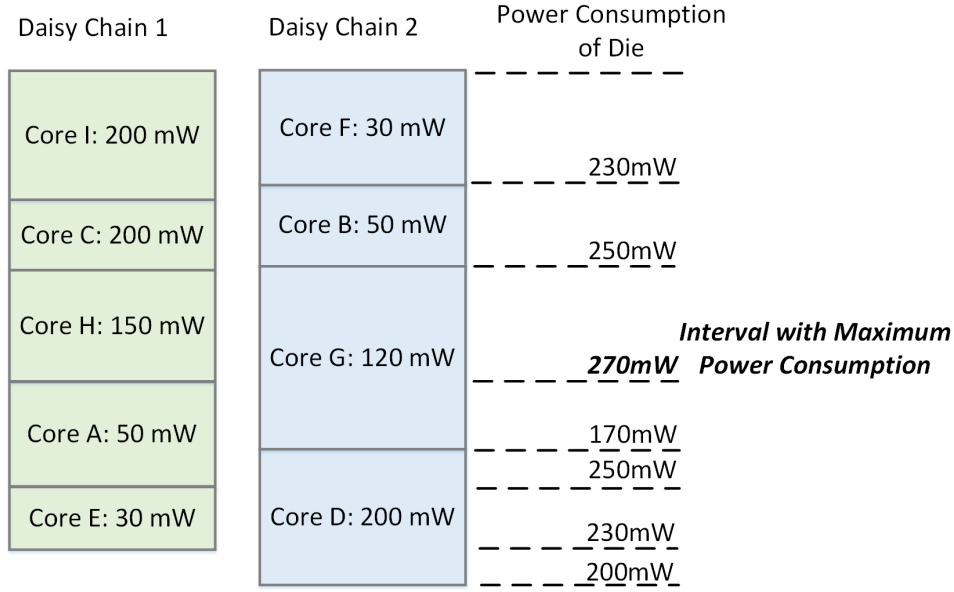 Daisy Chain 1
Daisy Chain 2
Power Consumption
of Die
Core I: 200 mW
Core F: 30 mW
230mW
Core C: 200 mW
Core B: 50 mW
250mW
Core H: 150 mW
Core G: 120 mW
Interval with Maximum
270mW Power Consumption
Core A: 50 mW
170mW
250mW
Core E: 30 mW
Core D: 200 mW
230mW
200mW